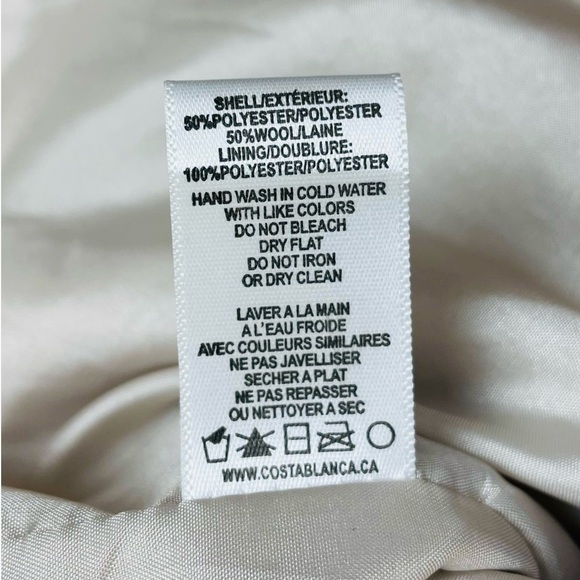 SHELL/EXTÉRIEUR:
50%POLYESTER/POLYESTER
50%WOOL/LAINE
LINING/DOUBLURE:
100%POLYESTER/POLYESTER
HAND WASH IN COLD WATER
WITH LIKE COLORS
DO NOT BLEACH
DRY FLAT
DO NOT IRON
OR DRY CLEAN
LAVER A LA MAIN
A L'EAU FROIDE
AVEC COULEURS SIMILAIRES
NE PAS JAVELLISER
SECHER A PLAT
NE PAS REPASSER
OU NETTOYER A SEC
WWW.COSTABLANCA.CA